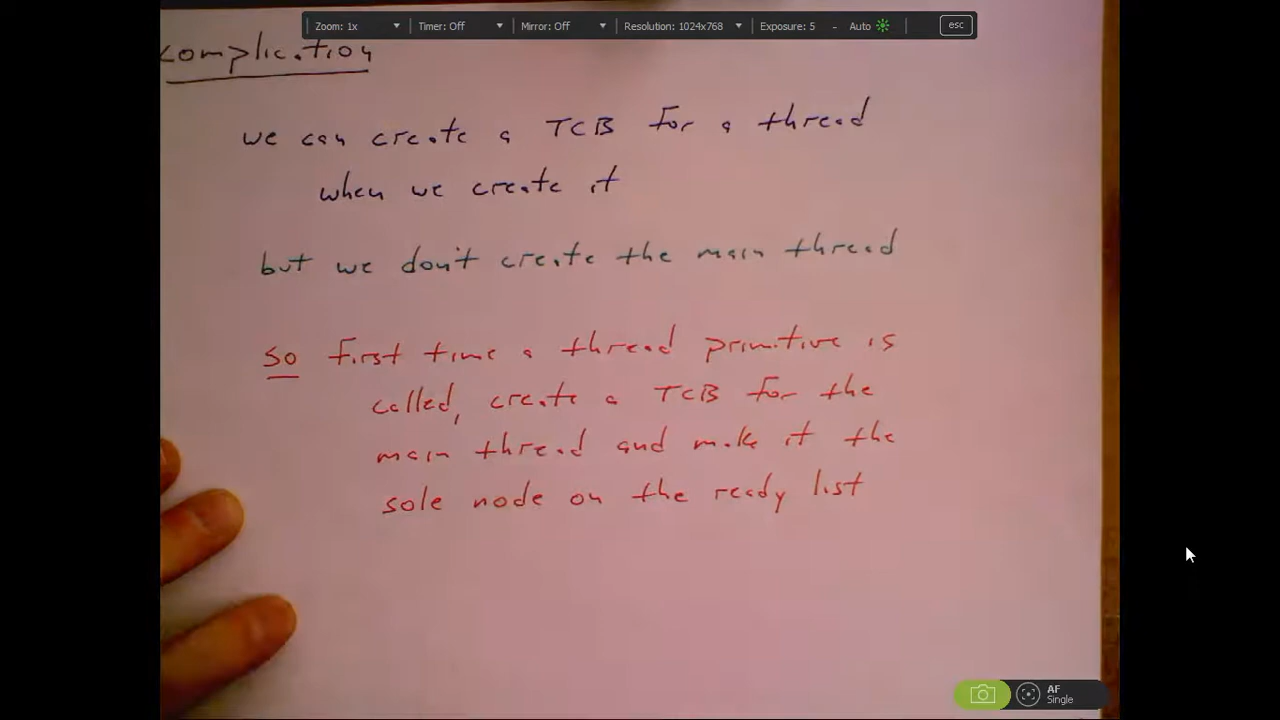 Zoom: 1x Timer: Off Mirror: Off Resolution: 1024x768 Exposure: 5 - Auto esc
complication
we can create a TCB for a thread
when we create it
but we don't create the main thread
So first time a thread primitive is
called, create a TCB for the
main thread and make it the
sole node on the ready list
AF
Single